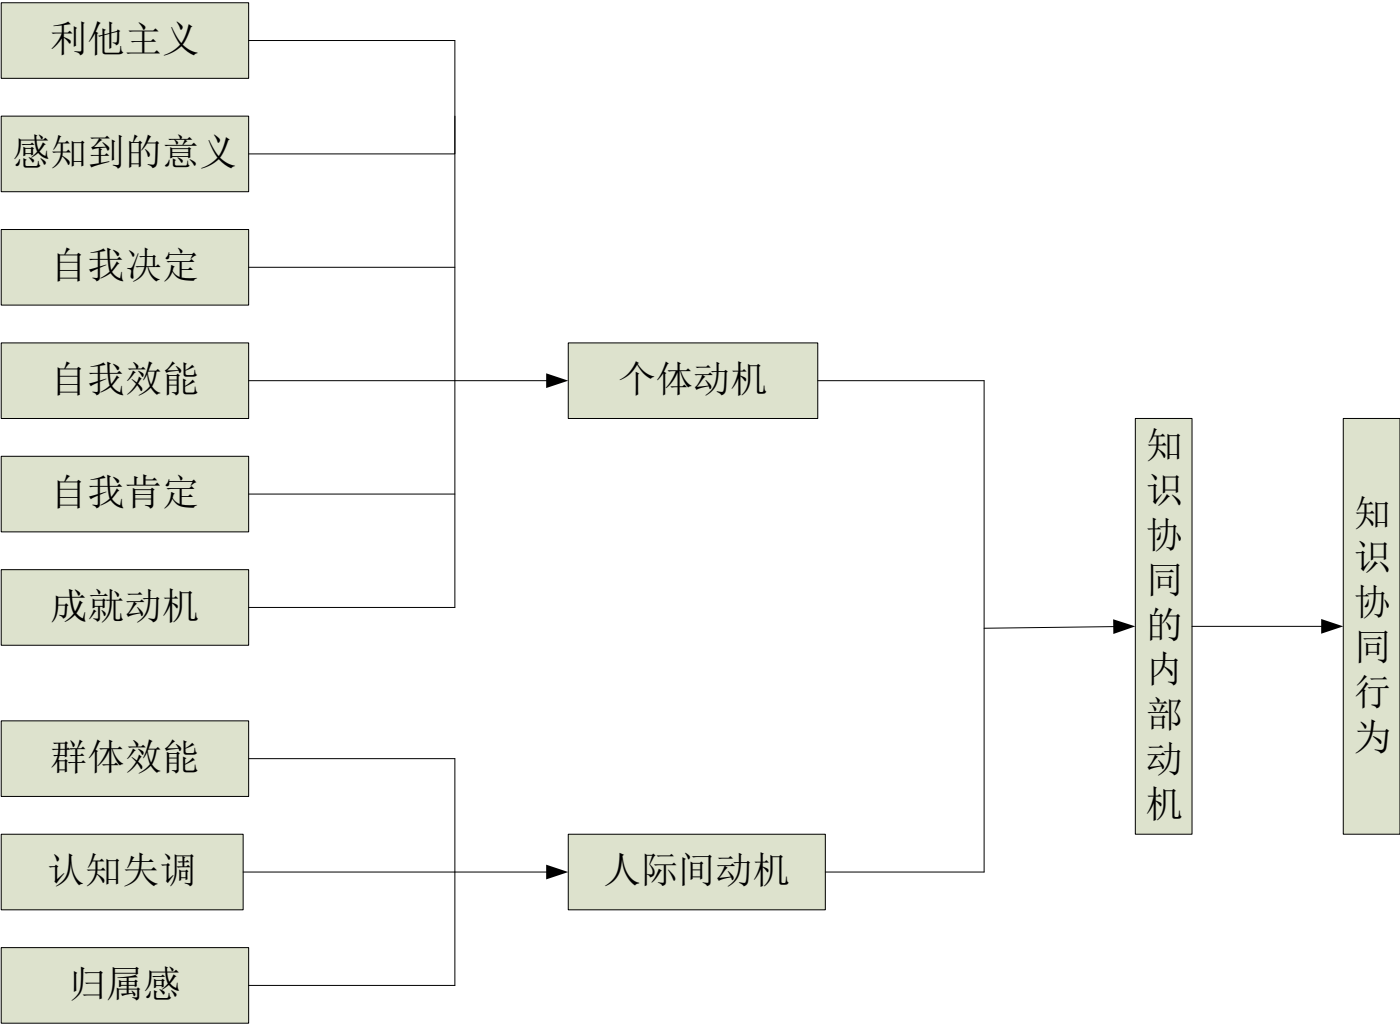 利他主义
感知到的意义
自我决定
自我效能
自我肯定
成就动机
群体效能
认知失调
归属感
个体动机
人际间动机
知识协同的内部动机
知识协同行为